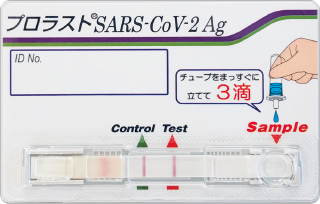 プロラスト®SARS-CoV-2 Ag
ID No.
チューブをまっすぐに
立てて 3滴
Control Test
Sample